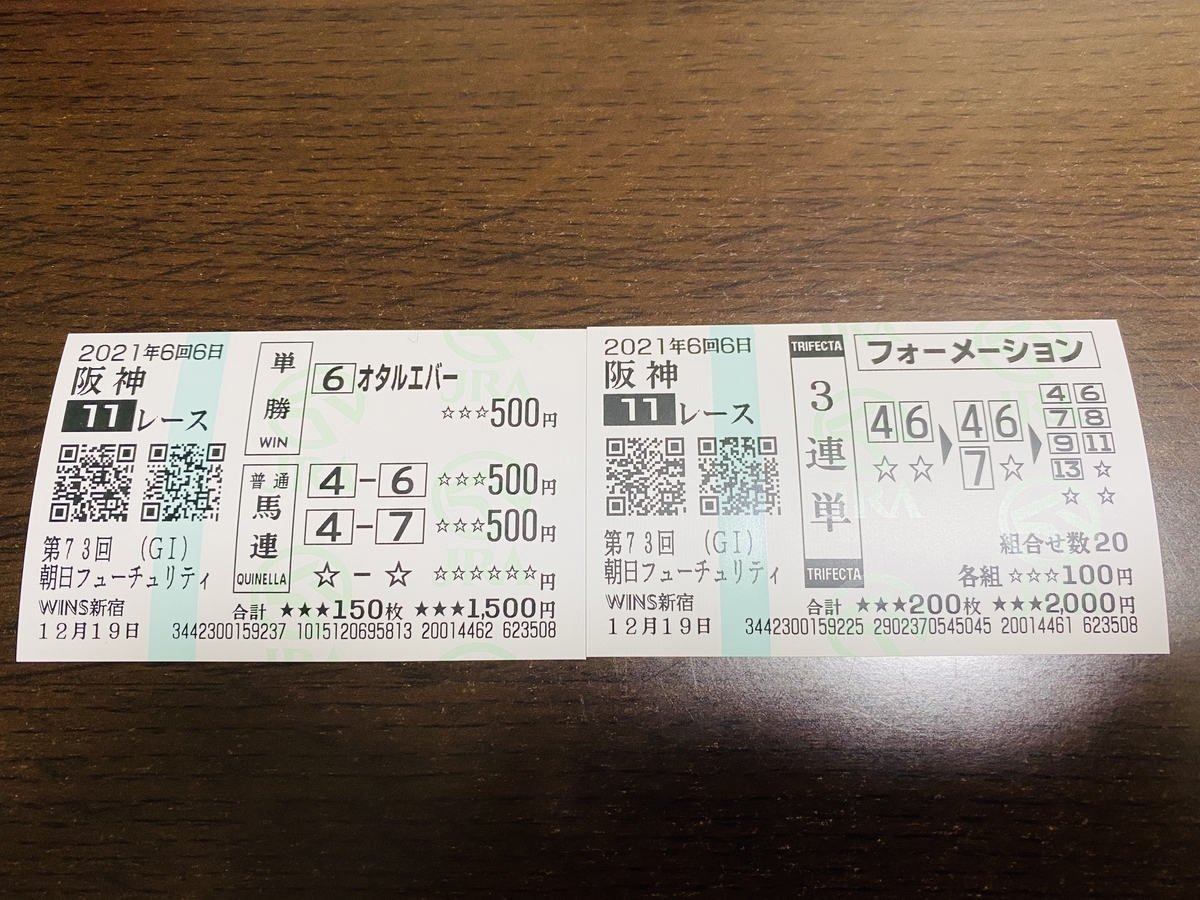 2021年6回6日
阪神
11レース
第73回 (GI)
朝日フューチュリティ
WINS新宿
12月19日
単勝
WIN
6オタルエバー
☆☆☆500円
普通
馬連
QUINELLA
4-6 ☆☆☆500円
4-7 ☆☆☆500円
☆-☆ ☆☆☆☆☆☆円
合計 ★★★150枚 ★★★1,500円
3442300159237 1015120695813 20014462 623508
2021年6回6日
阪神
11レース
第73回 (GI)
朝日フューチュリティ
WINS新宿
12月19日
TRIFECTA
3連単
TRIFECTA
フォーメーション
4 6
☆ ☆
4 6
7 ☆
4 6
7 8
9 11
13 ☆
☆ ☆
組合せ数20
各組 ☆☆☆100円
合計 ★★★200枚 ★★★2,000円
3442300159225 2902370545045 20014461 623508
JRA
JRA
JRA
JRA